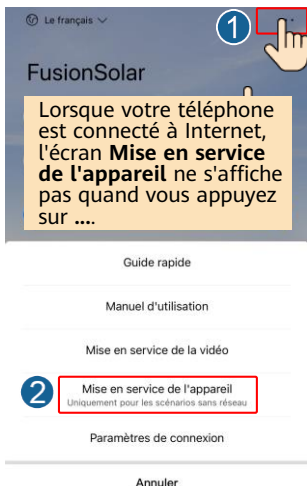 Le français
1
FusionSolar
Lorsque votre téléphone
est connecté à Internet,
l'écran Mise en service
de l'appareil ne s'affiche
pas quand vous appuyez
sur ....
Guide rapide
Manuel d'utilisation
Mise en service de la vidéo
2
Mise en service de l'appareil
Uniquement pour les scénarios sans réseau
Paramètres de connexion
Annuler